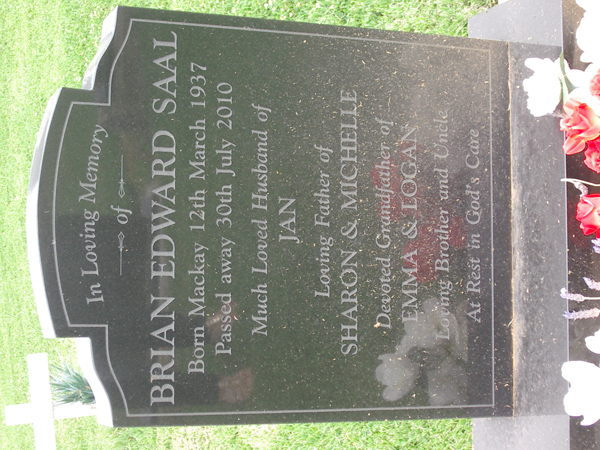 In Loving Memory
of
BRIAN EDWARD SAAL
Born Mackay 12th March 1937
Passed away 30th July 2010
Much Loved Husband of
JAN
Loving Father of
SHARON & MICHELLE
Devoted Grandfather of
EMMA & LOGAN
Loving Brother and Uncle
At Rest in God's Care